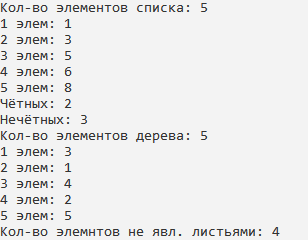 Кол-во элементов списка: 5
1 элем: 1
2 элем: 3
3 элем: 5
4 элем: 6
5 элем: 8
Чётных: 2
Нечётных: 3
Кол-во элементов дерева: 5
1 элем: 3
2 элем: 1
3 элем: 4
4 элем: 2
5 элем: 5
Кол-во элемнтов не явл. листьями: 4